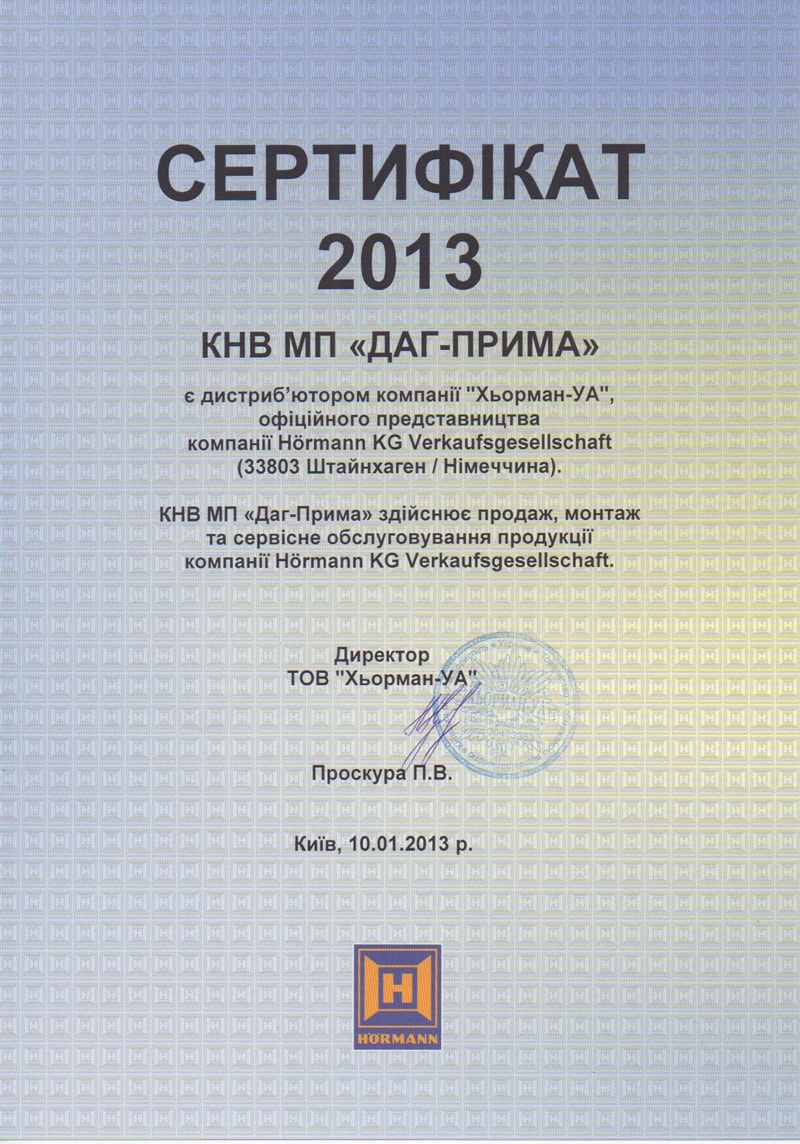 СЕРТИФІКАТ
2013
КНВ МП «ДАГ-ПРИМА»
є дистриб’ютором компанії "Хьорман-УА",
офіційного представництва
компанії Hörmann KG Verkaufsgesellschaft
(33803 Штайнхаген / Німеччина).
КНВ МП «Даг-Прима» здійснює продаж, монтаж
та сервісне обслуговування продукції
компанії Hörmann KG Verkaufsgesellschaft.
Директор
ТОВ "Хьорман-УА"
ХЬОРМАН-УА
Проскура П.В.
Київ, 10.01.2013 р.
H
HÖRMANN